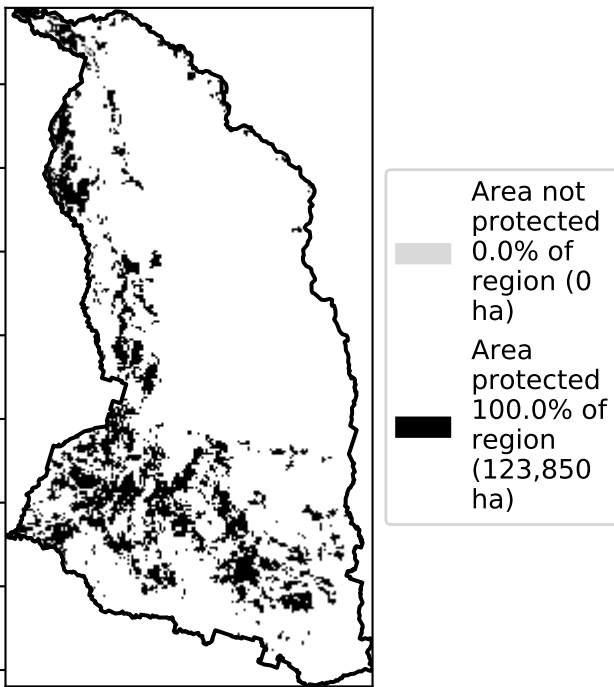 Area not
protected
0.0% of
region (0
ha)
Area
protected
100.0% of
region
(123,850
ha)